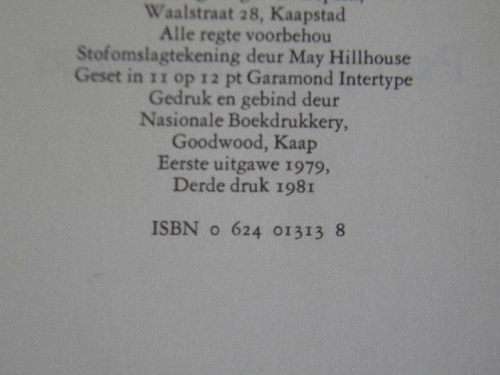 Waalstraat 28, Kaapstad
Alle regte voorbehou
Stofomslagtekening deur May Hillhouse
Geset in 11 op 12 pt Garamond Intertype
Gedruk en gebind deur
Nasionale Boekdrukkery,
Goodwood, Kaap
Eerste uitgawe 1979,
Derde druk 1981
ISBN 0 624 01313 8